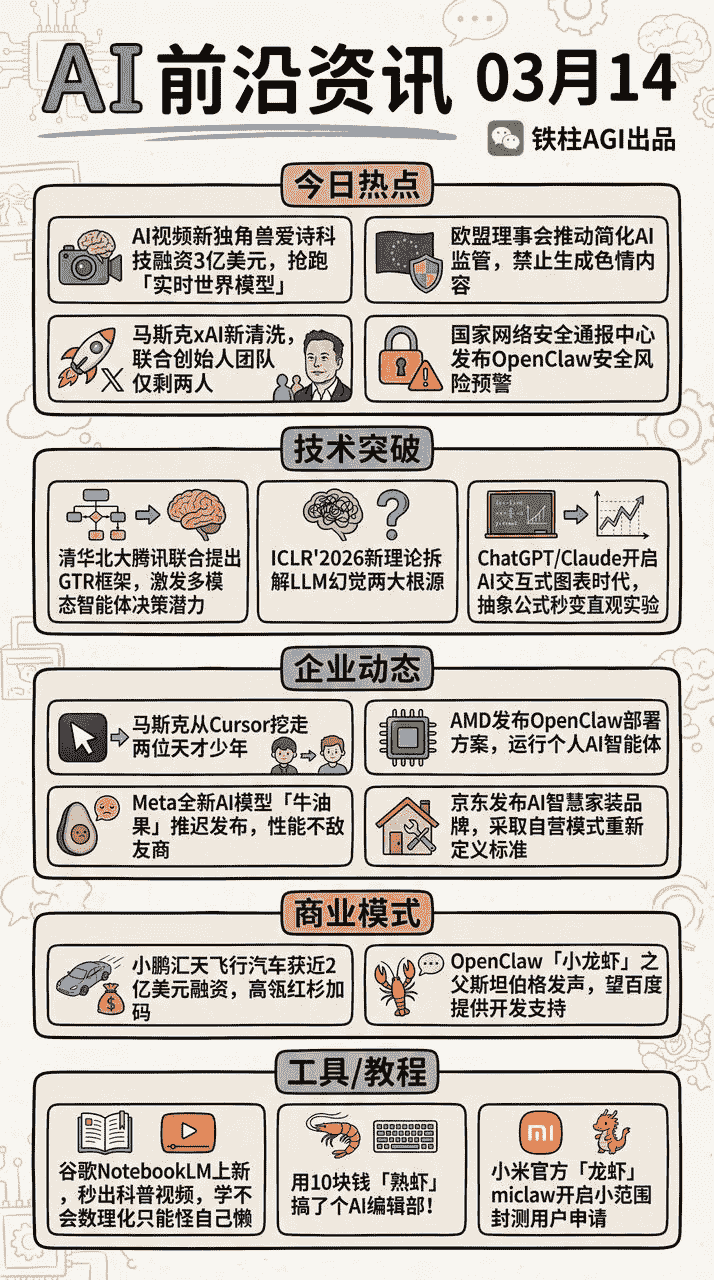 AI前沿资讯 03月14
铁柱AGI出品
今日热点
AI视频新独角兽爱诗科
技融资3亿美元，抢跑
「实时世界模型」
欧盟理事会推动简化AI
监管，禁止生成色情内
容
马斯克xAI新清洗，
联合创始人团队
仅剩两人
国家网络安全通报中心
发布OpenClaw安全风
险预警
技术突破
清华北大腾讯联合提出
GTR框架，激发多模
态智能体决策潜力
ICLR'2026新理论拆
解LLM幻觉两大根源
ChatGPT/Claude开启
AI交互式图表时代，
抽象公式秒变直观实验
企业动态
马斯克从Cursor挖走
两位天才少年
AMD发布OpenClaw部署
方案，运行个人AI智能体
Meta全新AI模型「牛油
果」推迟发布，性能不敌
友商
京东发布AI智慧家装品
牌，采取自营模式重新
定义标准
商业模式
小鹏汇天飞行汽车获近2
亿美元融资，高瓴红杉加
码
OpenClaw「小龙虾」之
父斯坦伯格发声，望百度
提供开发支持
工具/教程
谷歌NotebookLM上新
，秒出科普视频，学不
会数理化只能怪自己懒
用10块钱「熟虾」
搞了个AI编辑部！
小米官方「龙虾」
miclaw开启小范围
封测用户申请